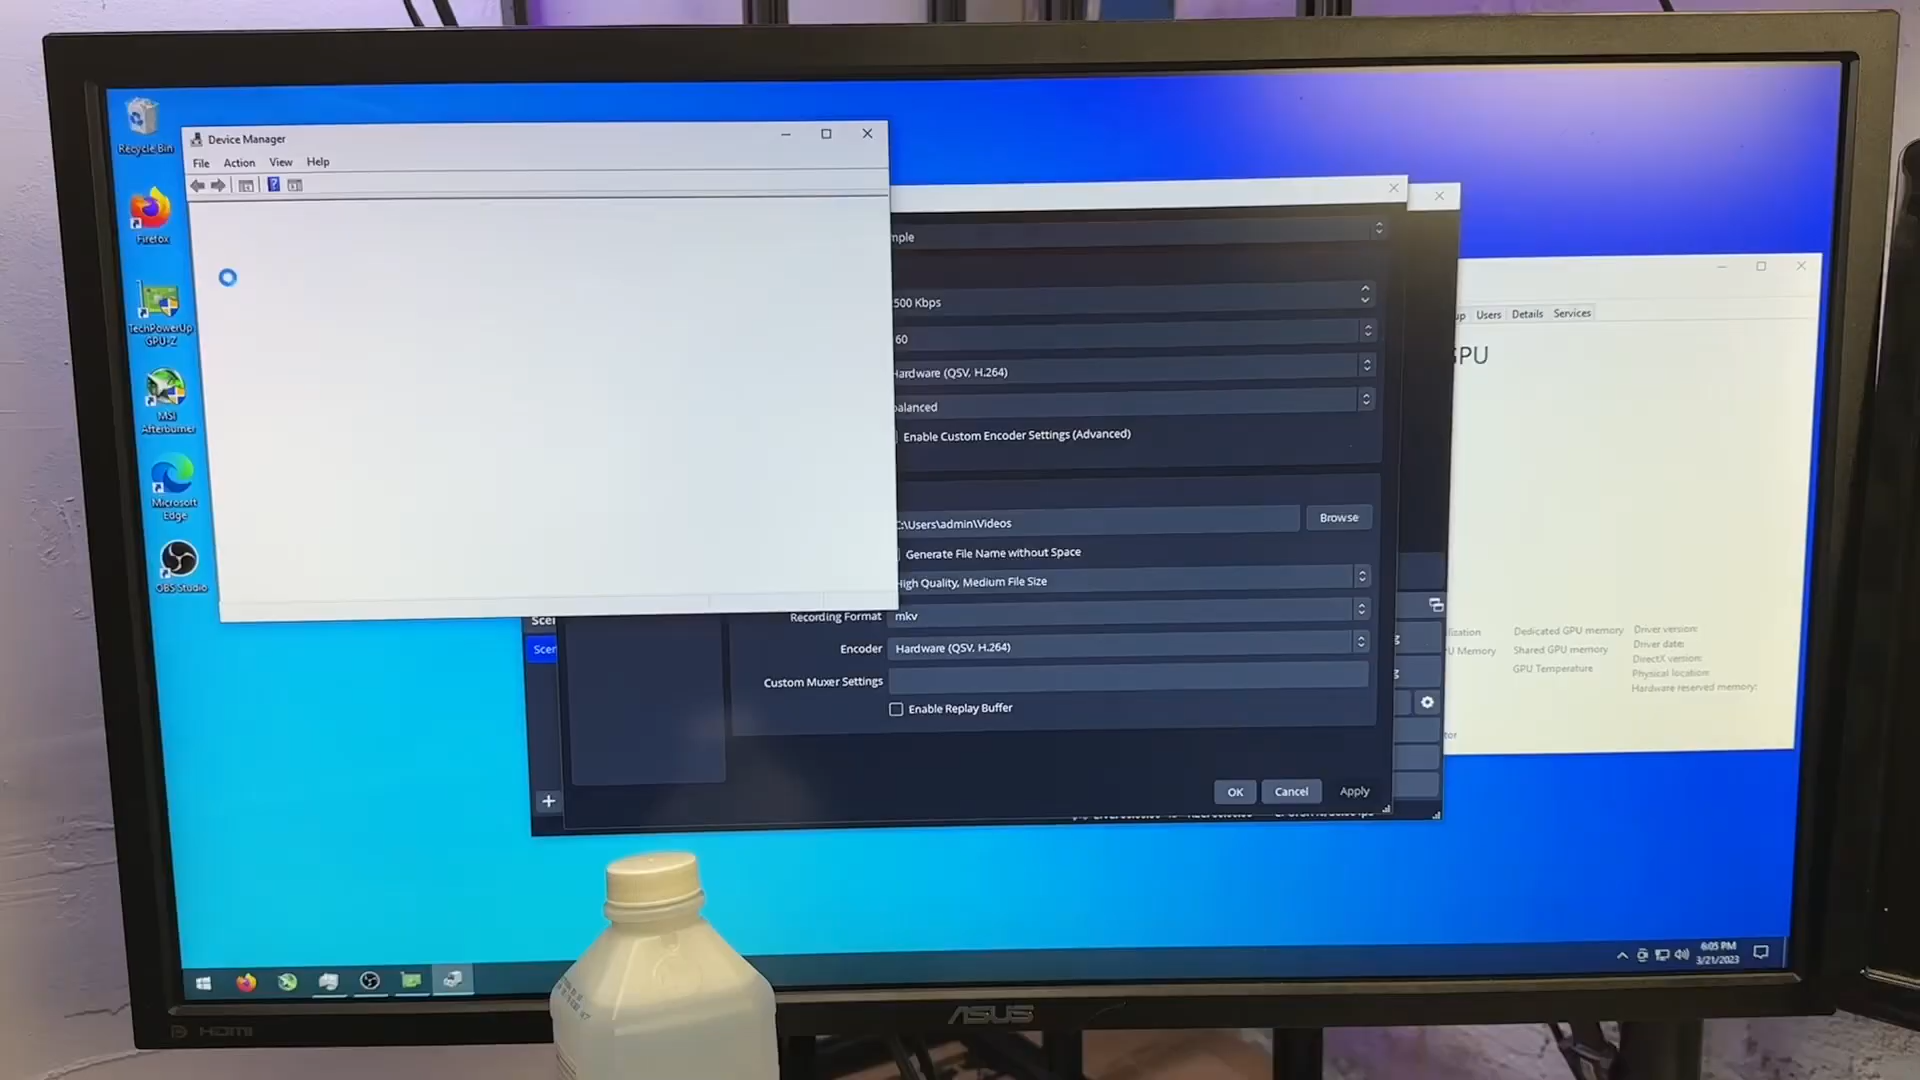 Recycle Bin
Firefox
TechPowerUp
GPU-Z
MSI
Afterburner
Microsoft
Edge
OBS Studio
Device Manager
File Action View Help
500 Kbps
60
Hardware (QSV, H.264)
Balanced
Enable Custom Encoder Settings (Advanced)
C:\Users\admin\Videos
Browse
Generate File Name without Space
High Quality, Medium File Size
Recording Format mkv
Encoder Hardware (QSV, H.264)
Custom Muxer Settings
Enable Replay Buffer
OK Cancel Apply
Users Details Services
GPU
Dedicated GPU memory
Shared GPU memory
GPU Temperature
Memory
Driver version:
Driver date:
DirectX version:
Physical location:
Hardware reserved memory:
6:05 PM
3/21/2023
HDMI
ASUS